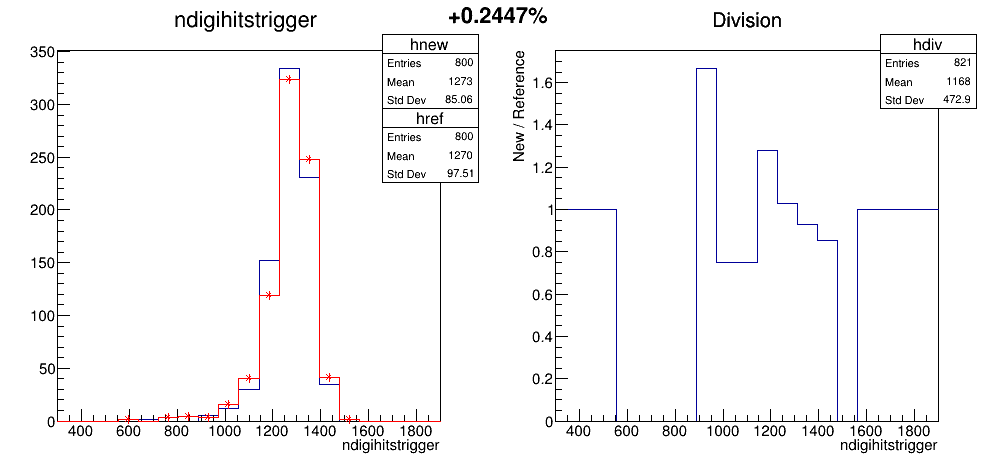 +0.2447%
ndigihitstrigger
hnew
Entries 800
Mean 1273
Std Dev 85.06
href
Entries 800
Mean 1270
Std Dev 97.51
350
300
250
200
150
100
50
0
400 600 800 1000 1200 1400 1600 1800
ndigihitstrigger
Division
hdiv
Entries 821
Mean 1168
Std Dev 472.9
New / Reference
1.6
1.4
1.2
1
0.8
0.6
0.4
0.2
0
400 600 800 1000 1200 1400 1600 1800
ndigihitstrigger